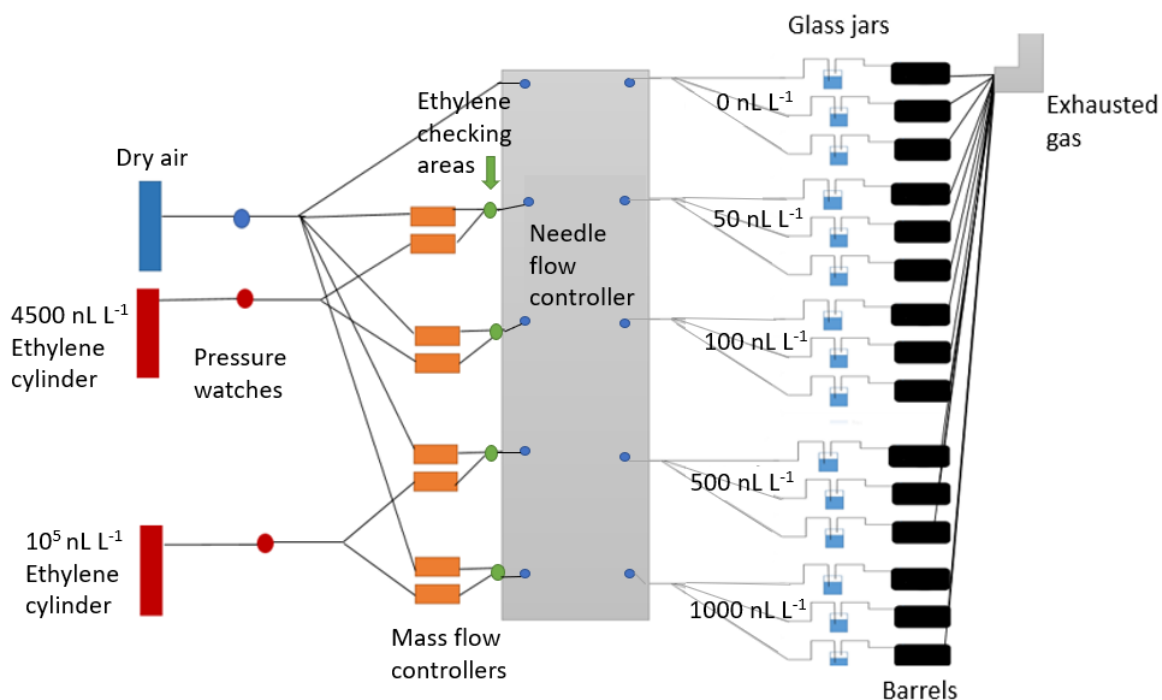 Glass jars
Ethylene
checking
areas
0 nL L⁻¹
Exhausted
gas
Dry air
50 nL L⁻¹
Needle
flow
controller
4500 nL L⁻¹
Ethylene
cylinder
Pressure
watches
100 nL L⁻¹
500 nL L⁻¹
10⁵ nL L⁻¹
Ethylene
cylinder
1000 nL L⁻¹
Mass flow
controllers
Barrels